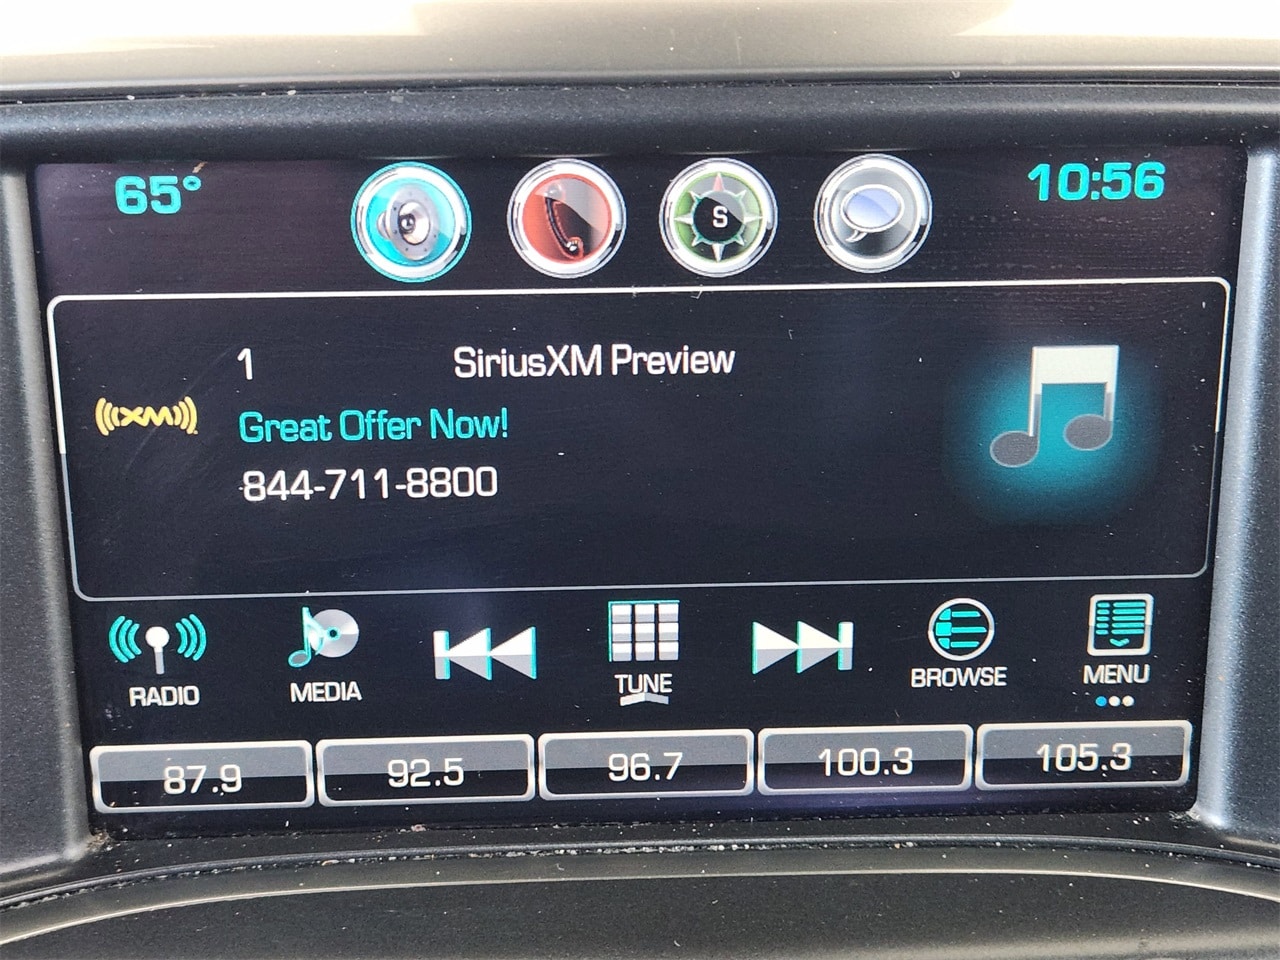 65°
S
10:56
1
SiriusXM Preview
((XM))
Great Offer Now!
844-711-8800
RADIO
MEDIA
TUNE
BROWSE
MENU
87.9
92.5
96.7
100.3
105.3